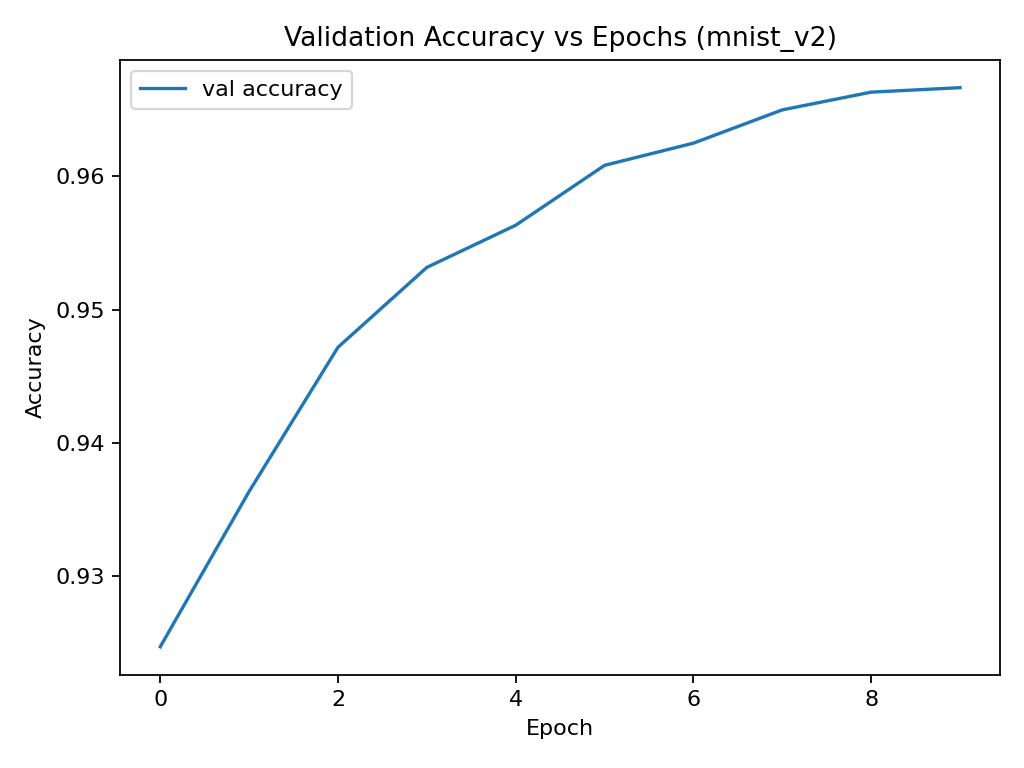 Validation Accuracy vs Epochs (mnist_v2)
val accuracy
0.96
0.95
0.94
0.93
Accuracy
0 2 4 6 8
Epoch